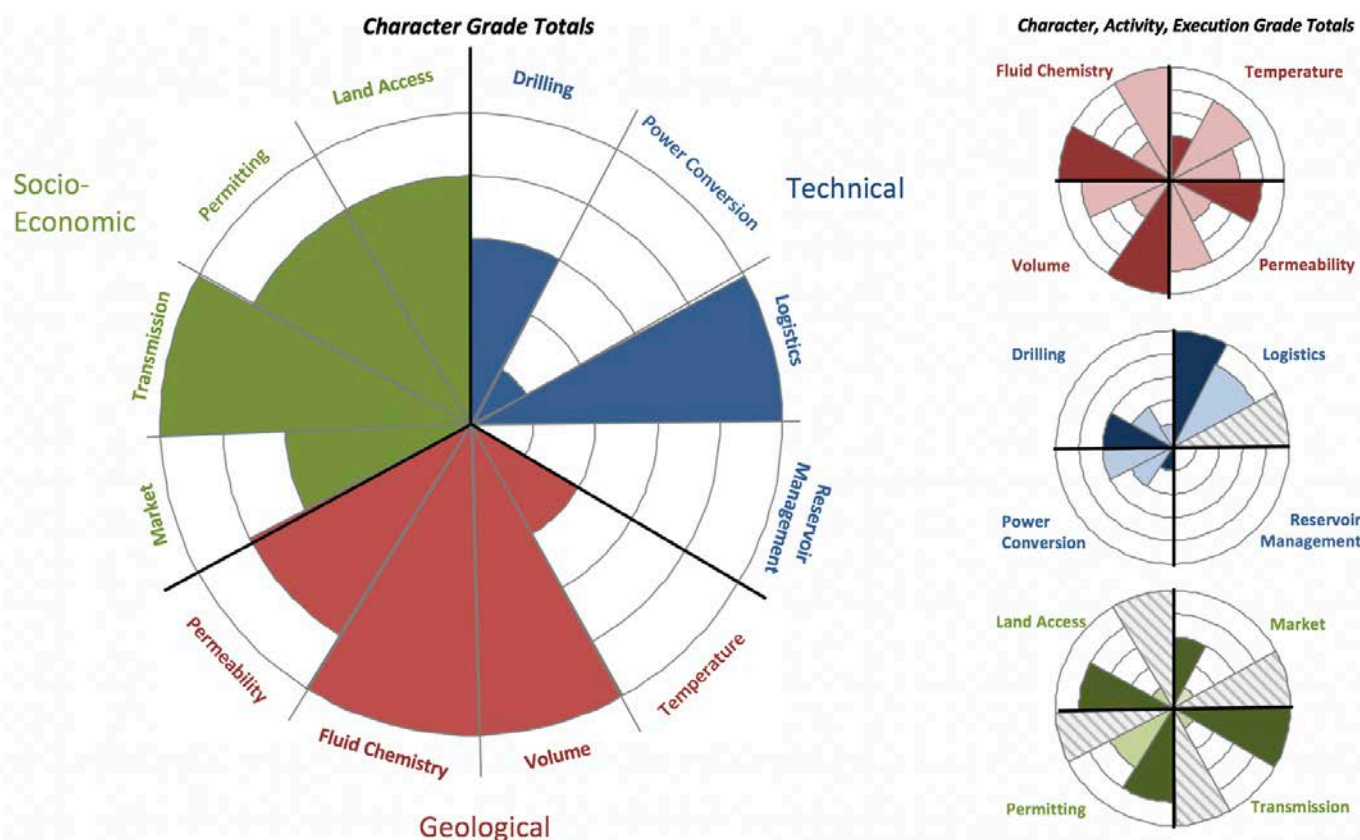 Character Grade Totals
Land Access
Drilling
Permitting
Power Conversion
Socio-
Economic
Technical
Transmission
Logistics
Market
Reservoir
Management
Permeability
Temperature
Fluid Chemistry
Volume
Geological
Character, Activity, Execution Grade Totals
Fluid Chemistry
Temperature
Volume
Permeability
Drilling
Logistics
Power
Conversion
Reservoir
Management
Land Access
Market
Permitting
Transmission